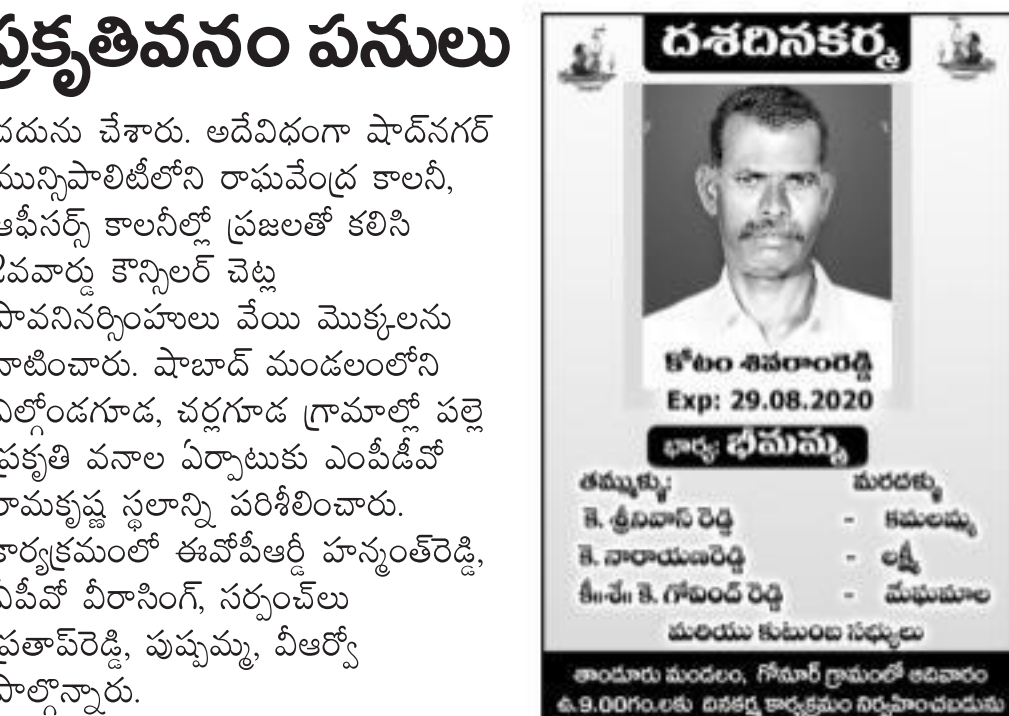 ప్రకృతివనం పనులు
చదును చేశారు. అదేవిధంగా షాద్‌నగర్
మున్సిపాలిటీలోని రాఘవేంద్ర కాలనీ,
ఆఫీసర్స్ కాలనీల్లో ప్రజలతో కలిసి
2వవార్డు కౌన్సిలర్ చెట్ల
పావనినర్సింహులు వేయి మొక్కలను
నాటించారు. షాబాద్ మండలంలోని
ఎల్గోండగూడ, చర్లగూడ గ్రామాల్లో పల్లె
ప్రకృతి వనాల ఏర్పాటుకు ఎంపీడీవో
రామకృష్ణ స్థలాన్ని పరిశీలించారు.
కార్యక్రమంలో ఈవోపీఆర్డీ హన్మంత్‌రెడ్డి,
ఏపీవో వీరాసింగ్, సర్పంచ్‌లు
ప్రతాప్‌రెడ్డి, పుష్పమ్మ, వీఆర్వో
పాల్గొన్నారు.
దశదినకర్మ
కోటం శివరాంరెడ్డి
Exp: 29.08.2020
భార్య: భీమమ్మ
తమ్ముళ్ళు: మరదళ్ళు
కె. శ్రీనివాస్ రెడ్డి - కమలమ్మ
కె. నారాయణరెడ్డి - లక్ష్మీ
కీ॥శే॥ కె. గోవింద్ రెడ్డి - మేఘమాల
మరియు కుటుంబ సభ్యులు
తాండూరు మండలం, గోనూర్ గ్రామంలో ఆదివారం
ఉ.9.00గం.లకు దినకర్మ కార్యక్రమం నిర్వహించబడును